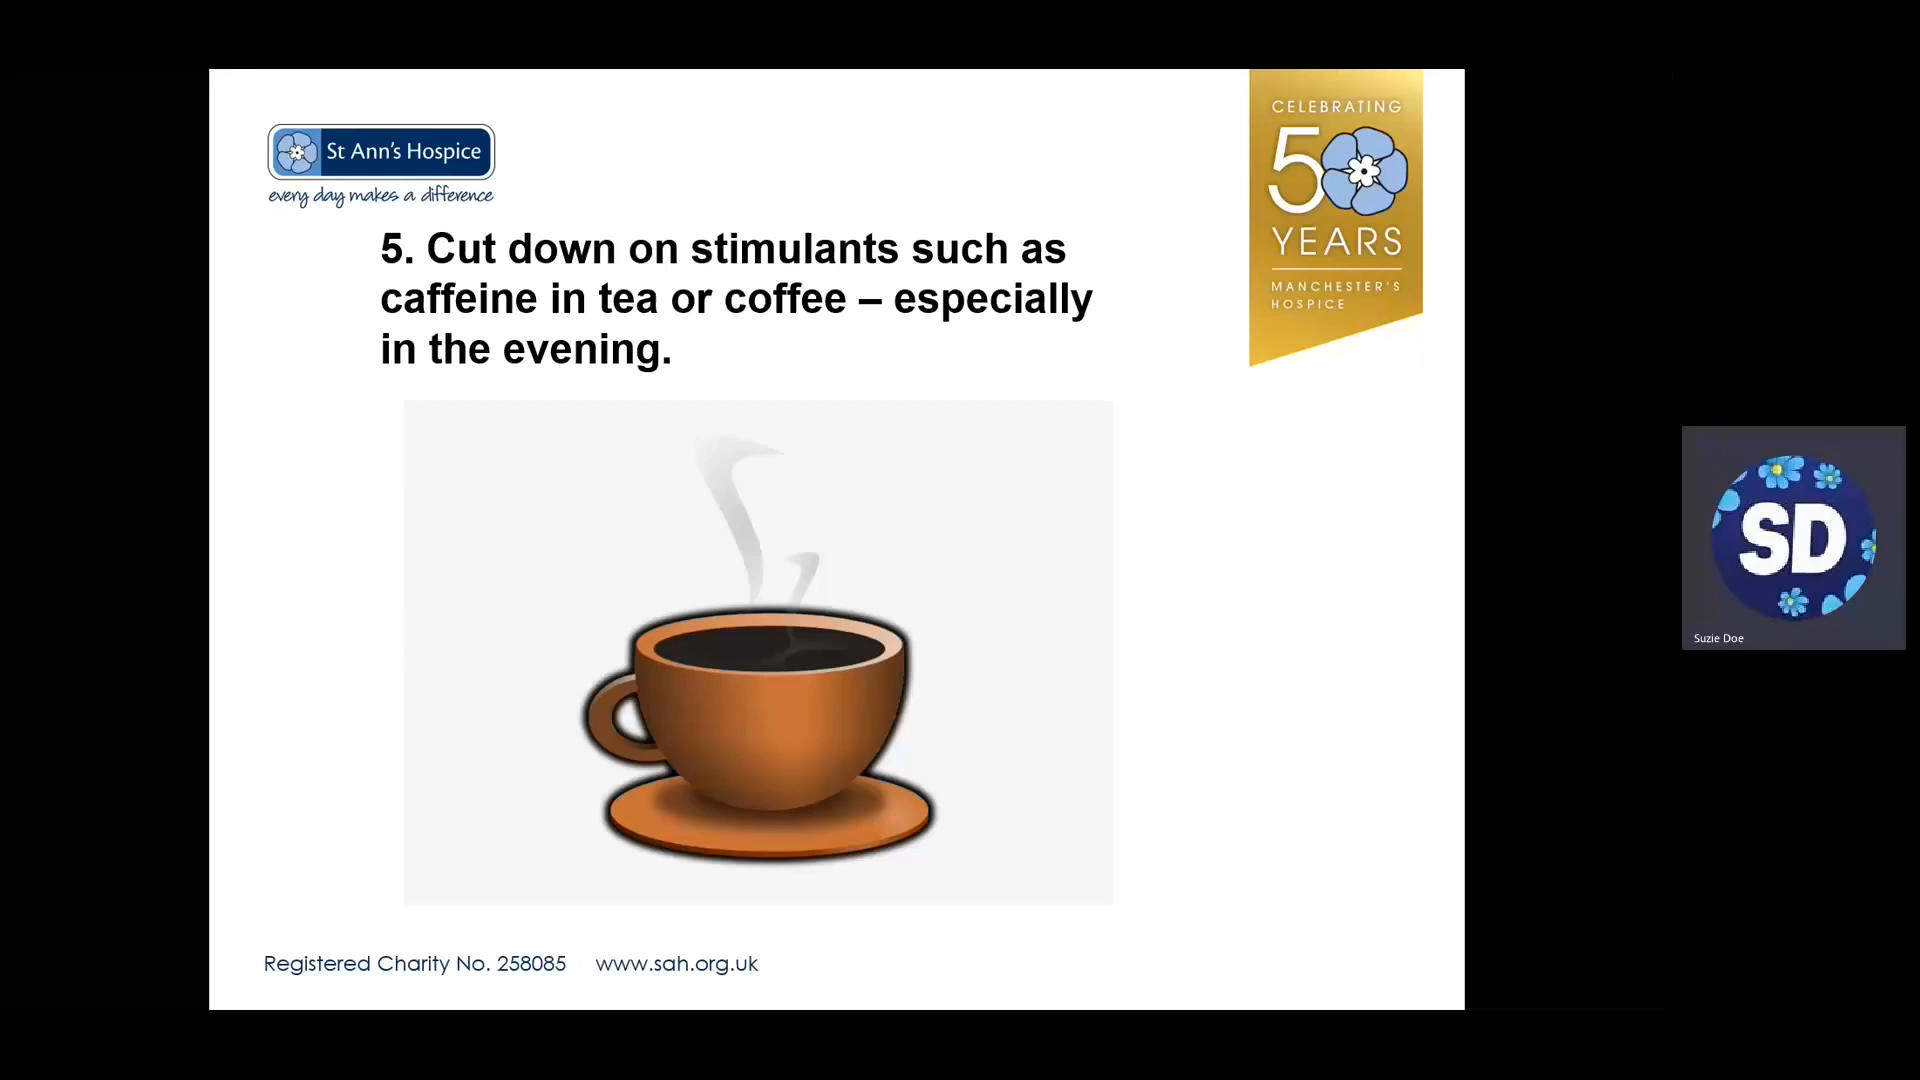 St Ann's Hospice
every day makes a difference
CELEBRATING
50
YEARS
MANCHESTER'S
HOSPICE
5. Cut down on stimulants such as
caffeine in tea or coffee – especially
in the evening.
SD
Suzie Doe
Registered Charity No. 258085 www.sah.org.uk